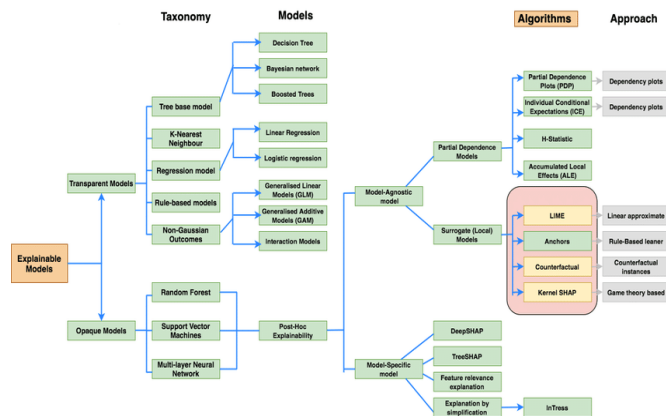 Taxonomy
Models
Algorithms
Approach
Decision Tree
Bayesian network
Boosted Trees
Tree base model
K-Nearest
Neighbour
Regression model
Rule-based models
Non-Gaussian
Outcomes
Transparent Models
Linear Regression
Logistic regression
Generalised Linear
Models (GLM)
Generalised Additive
Models (GAM)
Interaction Models
Explainable
Models
Opaque Models
Random Forest
Support Vector
Machines
Multi-layer Neural
Network
Post-Hoc
Explainability
Model-Agnostic
model
Model-Specific
model
Partial Dependence
Models
Surrogate (Local)
Models
Partial Dependence
Plots (PDP)
Individual Conditional
Expectations (ICE)
H-Statistic
Accumulated Local
Effects (ALE)
Dependency plots
Dependency plots
LIME
Anchors
Counterfactual
Kernel SHAP
Linear approximate
Rule-Based leaner
Counterfactual
instances
Game theory based
DeepSHAP
TreeSHAP
Feature relevance
explanation
Explanation by
simplification
InTress